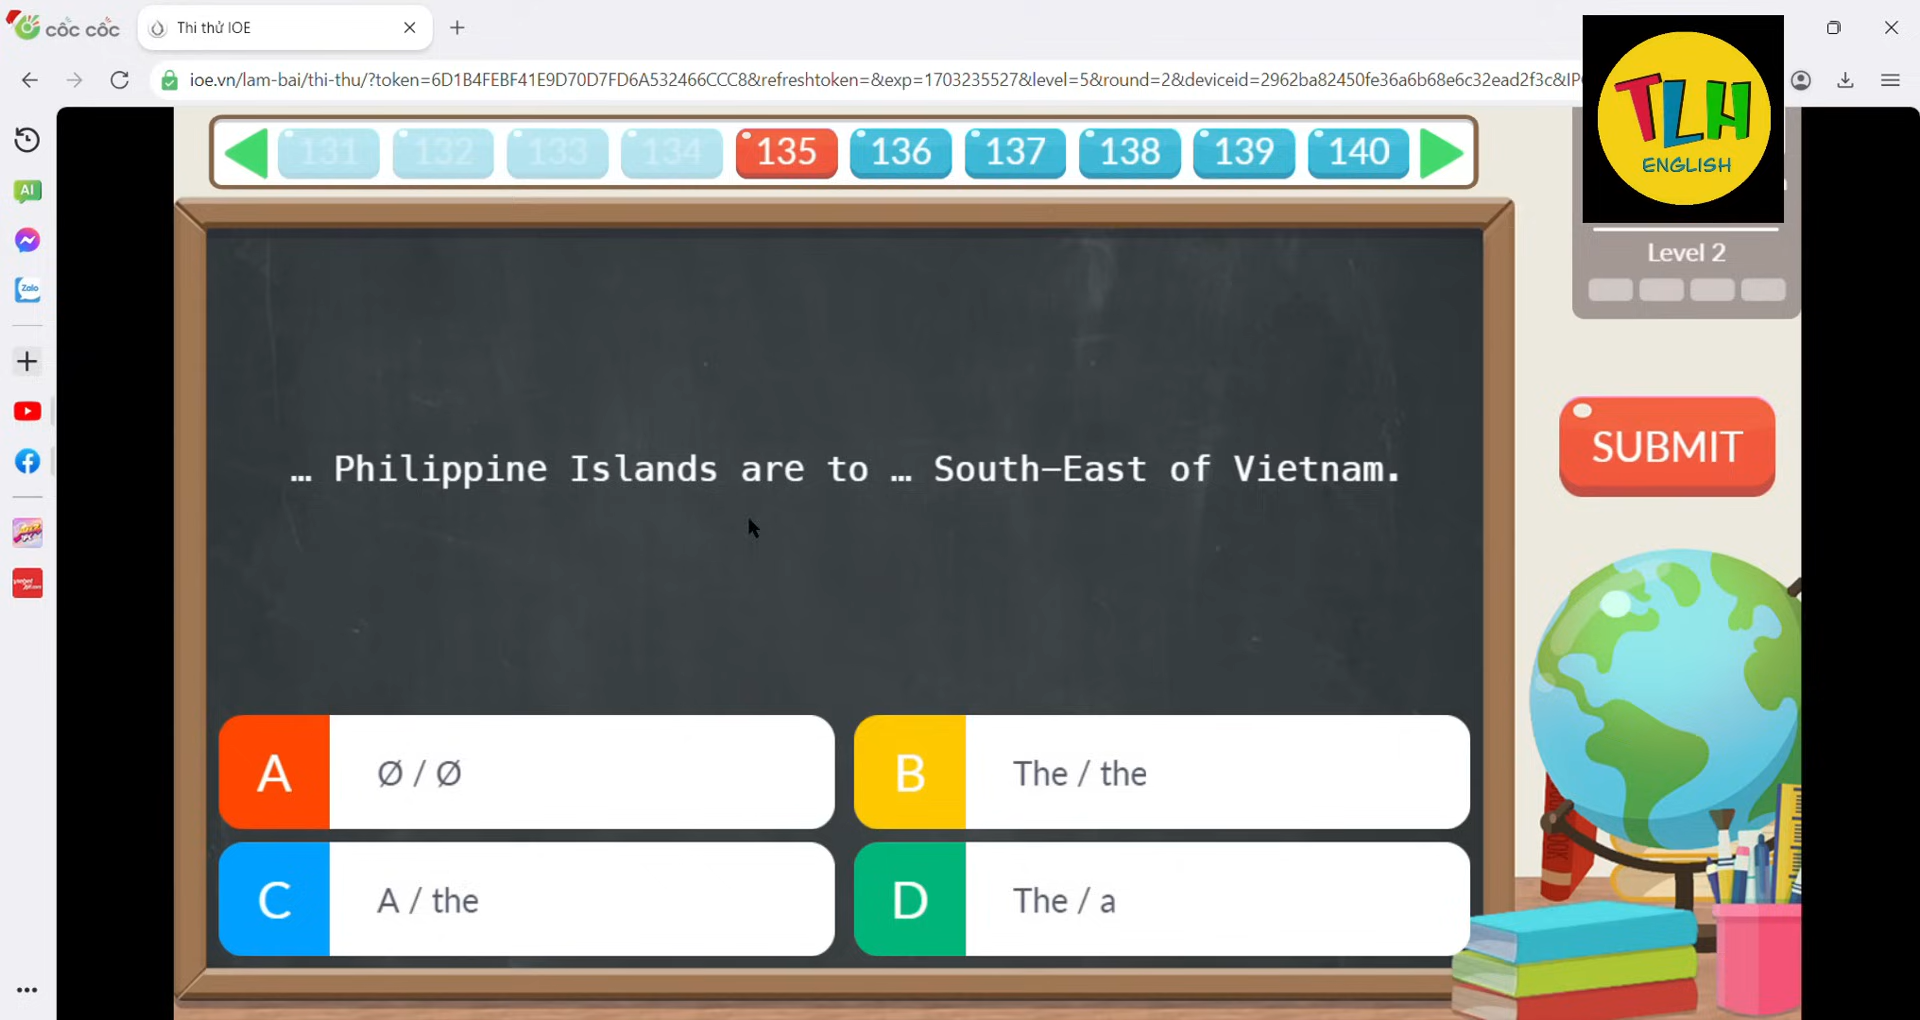 cốc cốc
Thi thử IOE
ioe.vn/lam-bai/thi-thu/?token=6D1B4FEBF41E9D70D7FD6A532466CCC8&refreshtoken=&exp=1703235527&level=5&round=2&deviceid=2962ba82450fe36a6b68e6c32ead2f3c&IP
TLH
ENGLISH
AI
Zalo
131 132 133 134 135 136 137 138 139 140
Level 2
… Philippine Islands are to … South–East of Vietnam.
SUBMIT
A Ø / Ø
B The / the
C A / the
D The / a